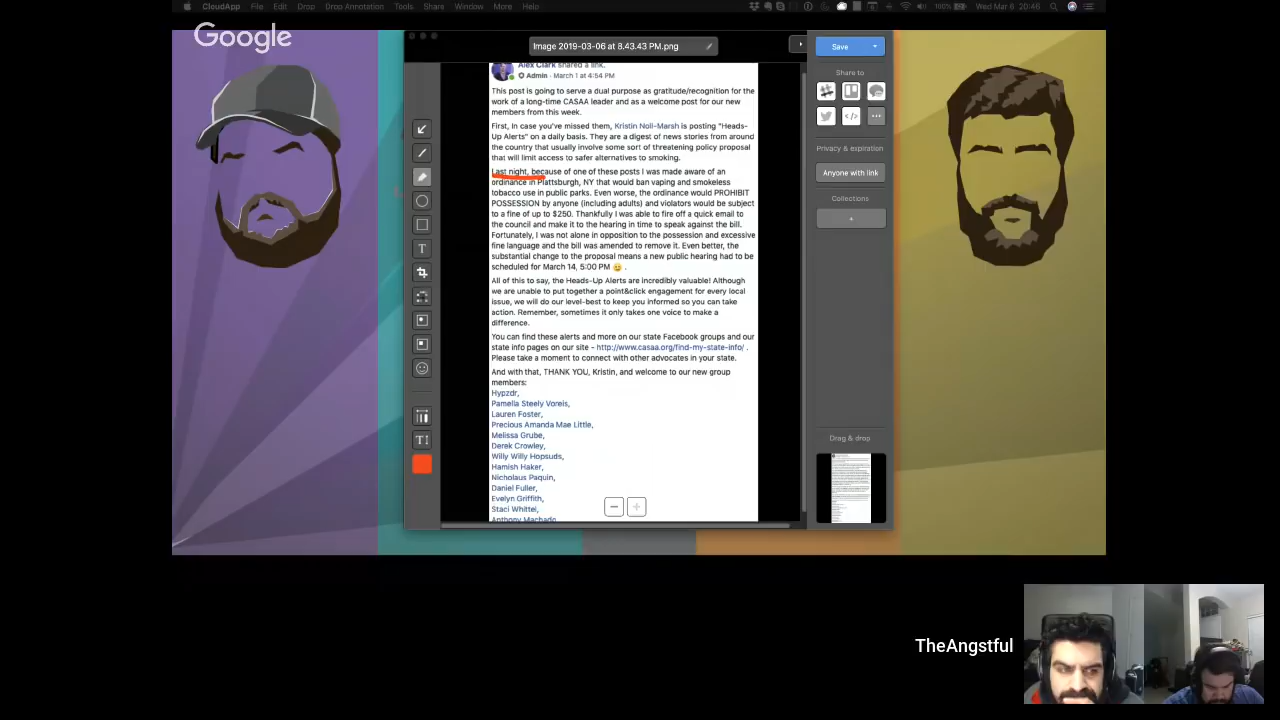 CloudApp File Edit Drop Drop Annotation Tools Share Window More Help 100% Wed Mar 6 20:46
Google
Image 2019-03-06 at 8.43.43 PM.png
Save
Share to
Privacy & expiration
Anyone with link
Collections
+
Drag & drop
Alex Clark shared a link.
Admin · March 1 at 4:54 PM
This post is going to serve a dual purpose as gratitude/recognition for the
work of a long-time CASAA leader and as a welcome post for our new
members from this week.
First, In case you've missed them, Kristin Noll-Marsh is posting "Heads-
Up Alerts" on a daily basis. They are a digest of news stories from around
the country that usually involve some sort of threatening policy proposal
that will limit access to safer alternatives to smoking.
Last night, because of one of these posts I was made aware of an
ordinance in Plattsburgh, NY that would ban vaping and smokeless
tobacco use in public parks. Even worse, the ordinance would PROHIBIT
POSSESSION by anyone (including adults) and violators would be subject
to a fine of up to $250. Thankfully I was able to fire off a quick email to
the council and make it to the hearing in time to speak against the bill.
Fortunately, I was not alone in opposition to the possession and excessive
fine language and the bill was amended to remove it. Even better, the
substantial change to the proposal means a new public hearing had to be
scheduled for March 14, 5:00 PM 😀 .
All of this to say, the Heads-Up Alerts are incredibly valuable! Although
we are unable to put together a point&click engagement for every local
issue, we will do our level-best to keep you informed so you can take
action. Remember, sometimes it only takes one voice to make a
difference.
You can find these alerts and more on our state Facebook groups and our
state info pages on our site - http://www.casaa.org/find-my-state-info/ .
Please take a moment to connect with other advocates in your state.
And with that, THANK YOU, Kristin, and welcome to our new group
members:
Hypzdr,
Pamella Steely Voreis,
Lauren Foster,
Precious Amanda Mae Little,
Melissa Grube,
Derek Crowley,
Willy Willy Hopsuds,
Hamish Haker,
Nicholaus Paquin,
Daniel Fuller,
Evelyn Griffith,
Staci Whittel,
Anthony Machado
T
T
TheAngstful